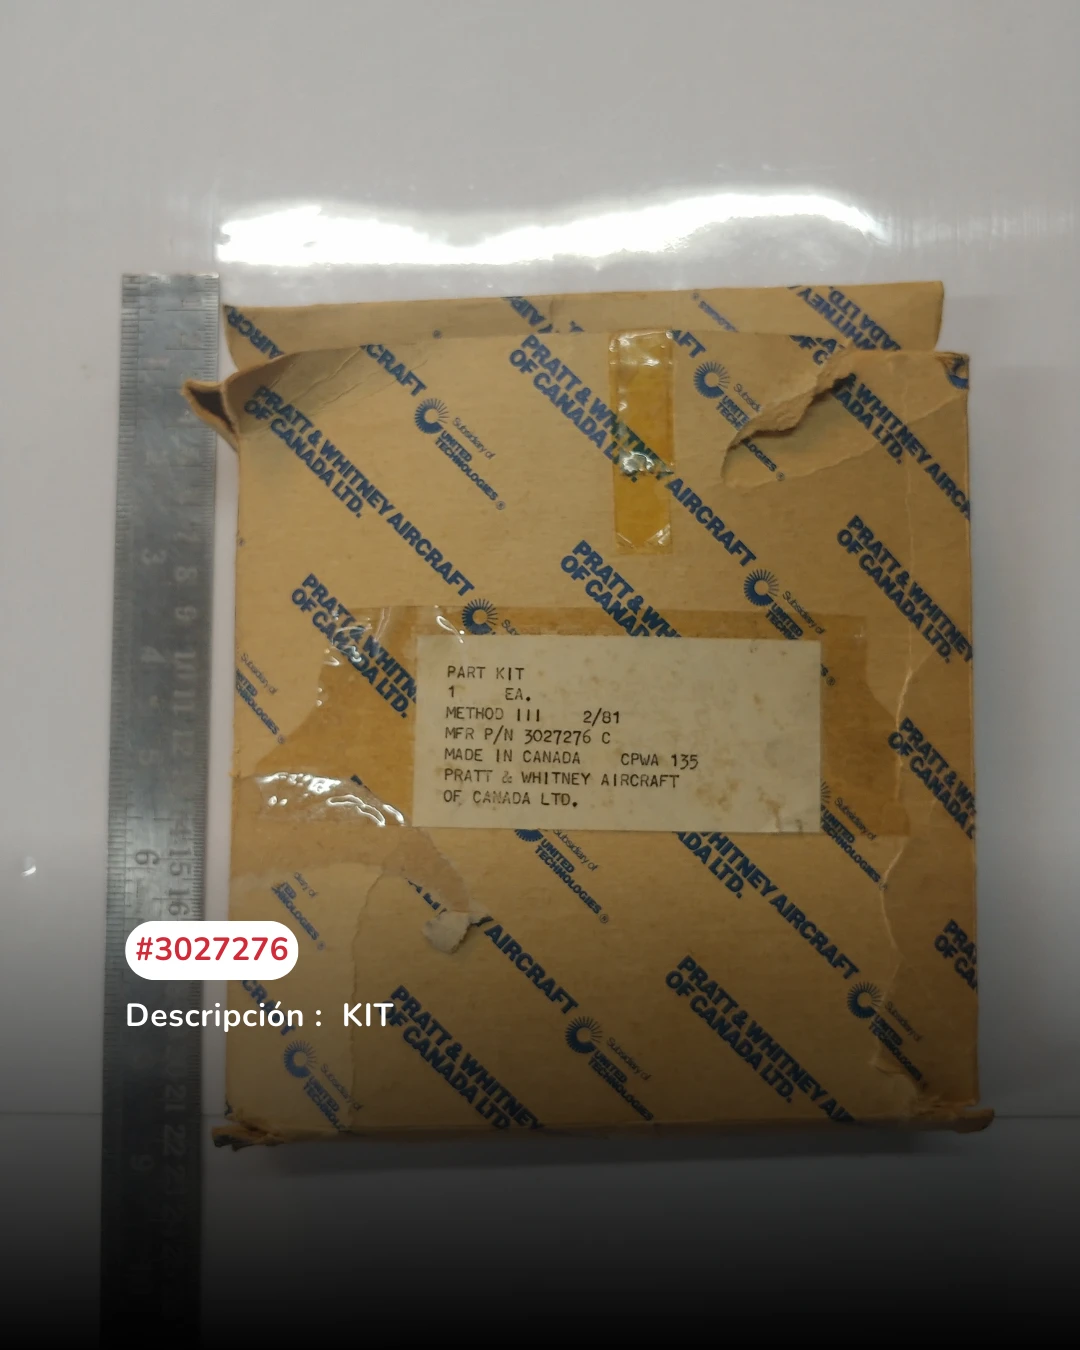 PRATT & WHITNEY AIRCRAFT
OF CANADA LTD.
Subsidiary of
UNITED
TECHNOLOGIES ®
PART KIT
1 EA.
METHOD III 2/81
MFR P/N 3027276 C
MADE IN CANADA CPWA 135
PRATT & WHITNEY AIRCRAFT
OF CANADA LTD.
#3027276
Descripción : KIT